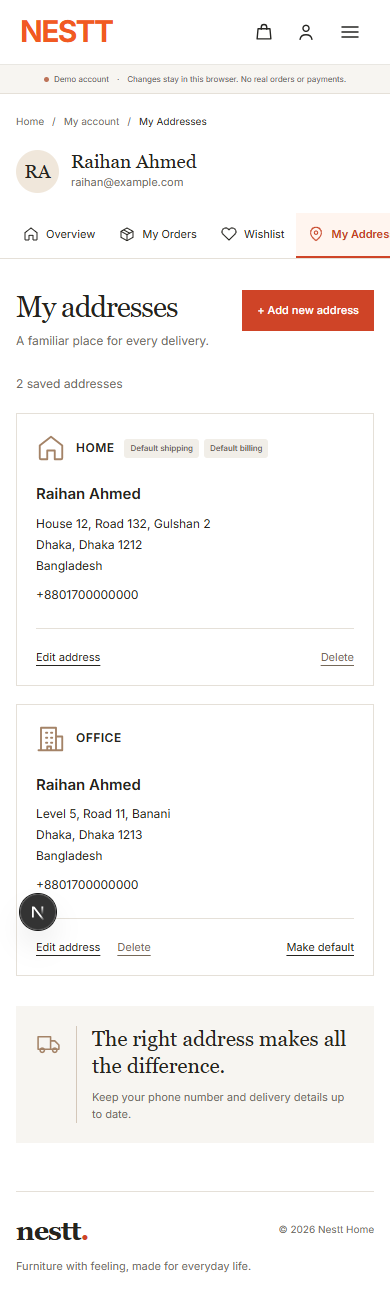 NESTT
Demo account · Changes stay in this browser. No real orders or payments.
Home / My account / My Addresses
RA
Raihan Ahmed
raihan@example.com
Overview My Orders Wishlist My Addres
My addresses
+ Add new address
A familiar place for every delivery.
2 saved addresses
HOME Default shipping Default billing
Raihan Ahmed
House 12, Road 132, Gulshan 2
Dhaka, Dhaka 1212
Bangladesh
+8801700000000
Edit address Delete
OFFICE
Raihan Ahmed
Level 5, Road 11, Banani
Dhaka, Dhaka 1213
Bangladesh
+8801700000000
N
Edit address Delete Make default
The right address makes all
the difference.
Keep your phone number and delivery details up
to date.
nestt.
© 2026 Nestt Home
Furniture with feeling, made for everyday life.